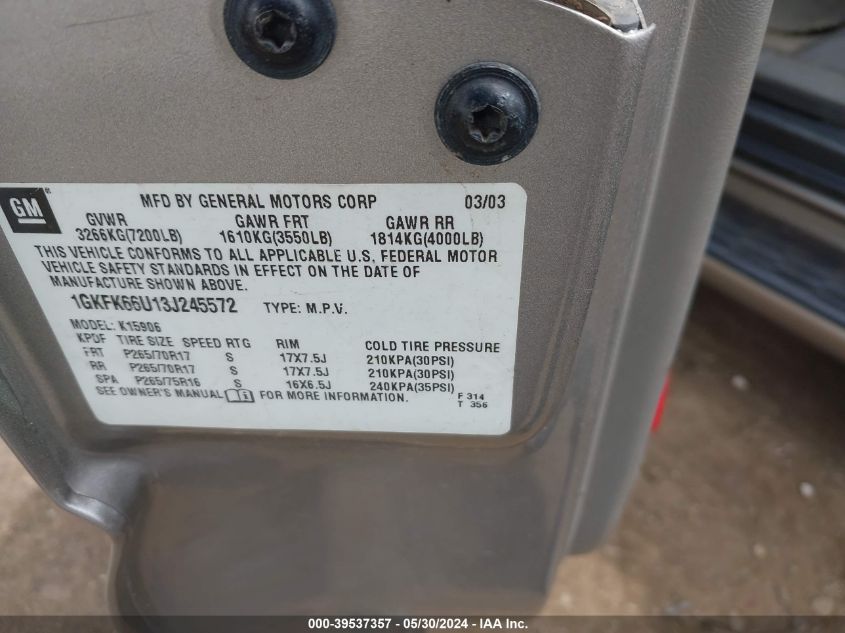 GM
MFD BY GENERAL MOTORS CORP 03/03
GVWR GAWR FRT GAWR RR
3266KG(7200LB) 1610KG(3550LB) 1814KG(4000LB)
THIS VEHICLE CONFORMS TO ALL APPLICABLE U.S. FEDERAL MOTOR
VEHICLE SAFETY STANDARDS IN EFFECT ON THE DATE OF
MANUFACTURE SHOWN ABOVE.
1GKFK66U13J245572 TYPE: M.P.V.
MODEL: K15906
KPDF TIRE SIZE SPEED RTG RIM COLD TIRE PRESSURE
FRT P265/70R17 S 17X7.5J 210KPA(30PSI)
RR P265/70R17 S 17X7.5J 210KPA(30PSI)
SPA P265/75R16 S 16X6.5J 240KPA(35PSI)
SEE OWNER'S MANUAL FOR MORE INFORMATION. F 314
T 356
000-39537357 - 05/30/2024 - IAA Inc.